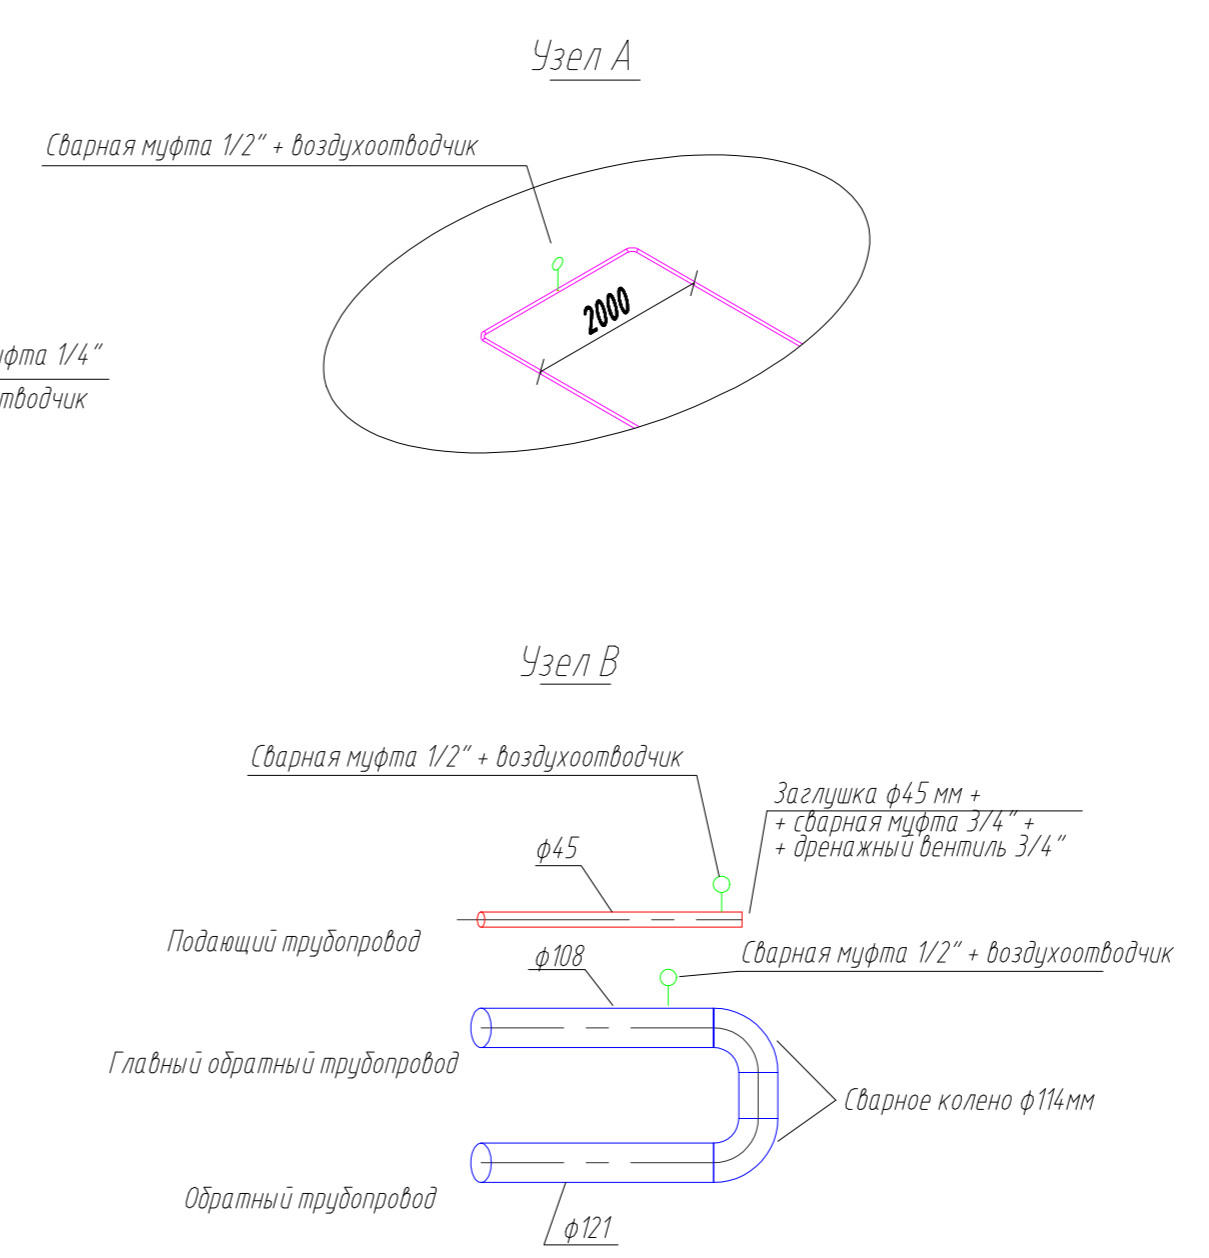 Узел А
Сварная муфта 1/2" + воздухоотводчик
2000
1/4"
Узел В
Сварная муфта 1/2" + воздухоотводчик
Заглушка ф45 мм +
+ сварная муфта 3/4" +
+ дренажный вентиль 3/4"
ф45
Подающий трубопровод
Сварная муфта 1/2" + воздухоотводчик
ф108
Главный обратный трубопровод
Сварное колено ф114мм
Обратный трубопровод
ф121